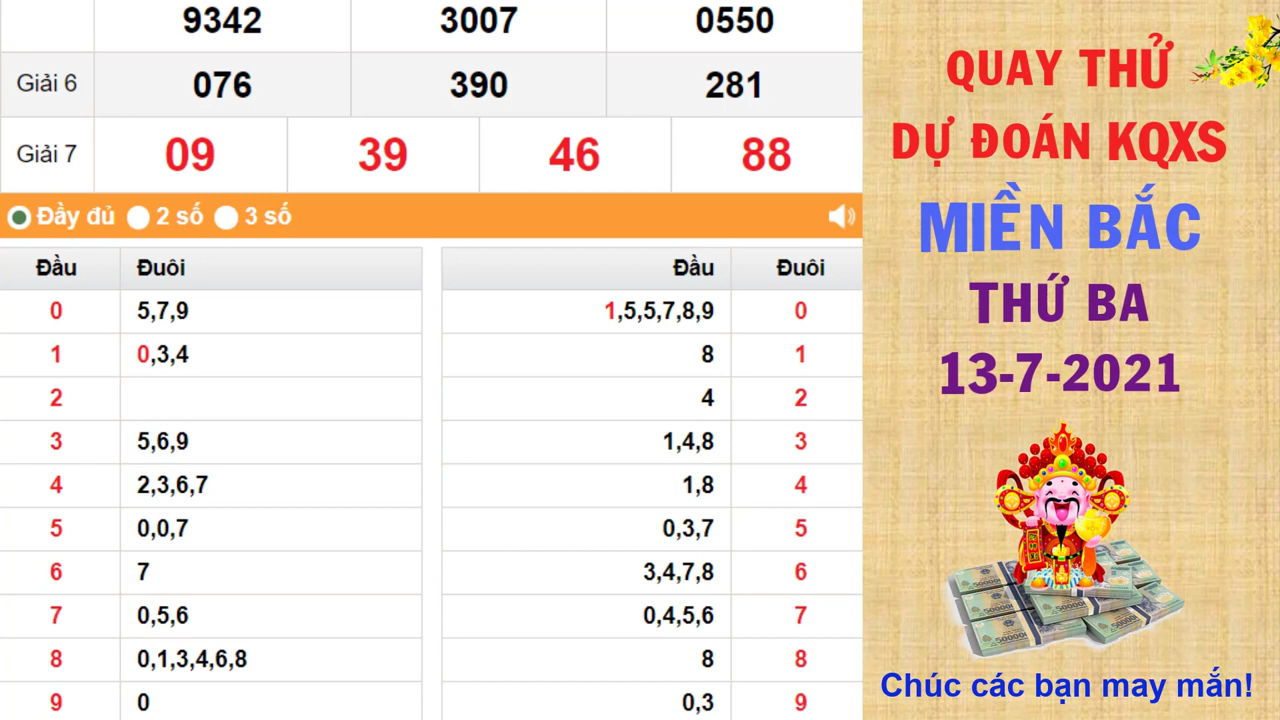 9342 3007 0550
Giải 6 076 390 281
Giải 7 09 39 46 88
Đầy đủ 2 số 3 số
Đầu Đuôi Đầu Đuôi
0 5,7,9 1,5,5,7,8,9 0
1 0,3,4 8 1
2 4 2
3 5,6,9 1,4,8 3
4 2,3,6,7 1,8 4
5 0,0,7 0,3,7 5
6 7 3,4,7,8 6
7 0,5,6 0,4,5,6 7
8 0,1,3,4,6,8 8 8
9 0 0,3 9
QUAY THỬ
DỰ ĐOÁN KQXS
MIỀN BẮC
THỨ BA
13-7-2021
Chúc các bạn may mắn!